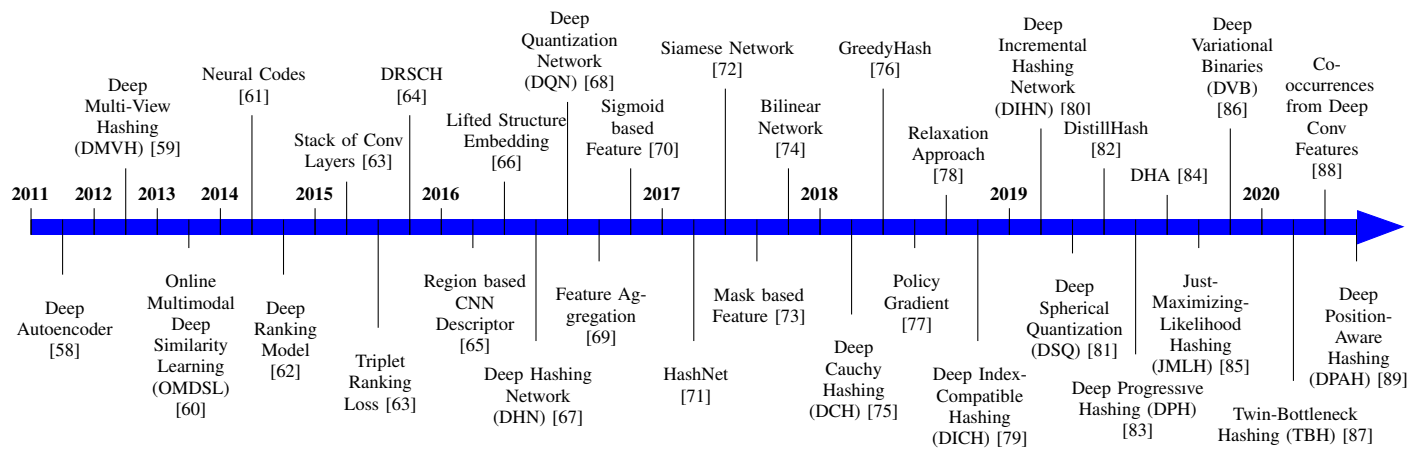 Deep
Multi-View
Hashing
(DMVH) [59]
Neural Codes
[61]
Stack of Conv
Layers [63]
DRSCH
[64]
Lifted Structure
Embedding
[66]
Deep
Quantization
Network
(DQN) [68]
Sigmoid
based
Feature [70]
Siamese Network
[72]
Bilinear
Network
[74]
GreedyHash
[76]
Relaxation
Approach
[78]
Deep
Incremental
Hashing
Network
(DIHN) [80]
DistillHash
[82]
DHA [84]
Deep
Variational
Binaries
(DVB)
[86]
Co-
occurrences
from Deep
Conv
Features
[88]
2011 2012 2013 2014 2015 2016 2017 2018 2019 2020
Deep
Autoencoder
[58]
Online
Multimodal
Deep
Similarity
Learning
(OMDSL)
[60]
Deep
Ranking
Model
[62]
Triplet
Ranking
Loss [63]
Region based
CNN
Descriptor
[65]
Deep Hashing
Network
(DHN) [67]
Feature Ag-
gregation
[69]
HashNet
[71]
Mask based
Feature [73]
Deep
Cauchy
Hashing
(DCH) [75]
Policy
Gradient
[77]
Deep Index-
Compatible
Hashing
(DICH) [79]
Deep
Spherical
Quantization
(DSQ) [81]
Deep Progressive
Hashing (DPH)
[83]
Just-
Maximizing-
Likelihood
Hashing
(JMLH) [85]
Twin-Bottleneck
Hashing (TBH) [87]
Deep
Position-
Aware
Hashing
(DPAH) [89]